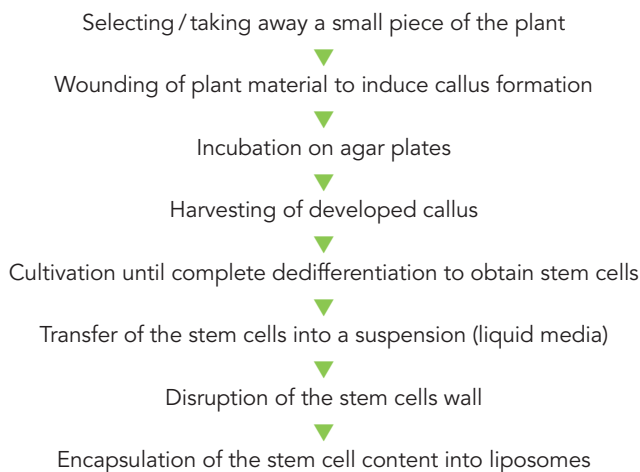 Selecting / taking away a small piece of the plant
Wounding of plant material to induce callus formation
Incubation on agar plates
Harvesting of developed callus
Cultivation until complete dedifferentiation to obtain stem cells
Transfer of the stem cells into a suspension (liquid media)
Disruption of the stem cells wall
Encapsulation of the stem cell content into liposomes